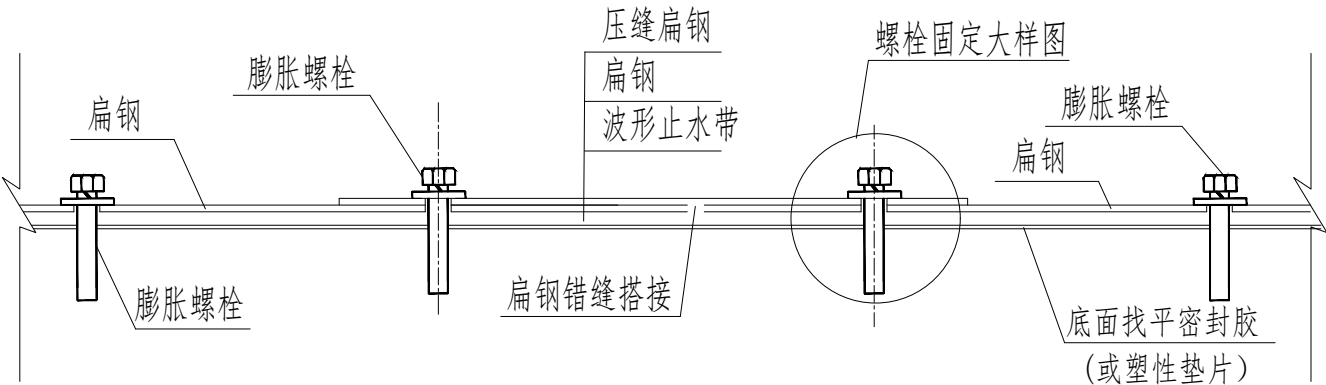 压缝扁钢
螺栓固定大样图
膨胀螺栓
扁钢
膨胀螺栓
扁钢
波形止水带
扁钢
膨胀螺栓
扁钢错缝搭接
底面找平密封胶
(或塑性垫片)